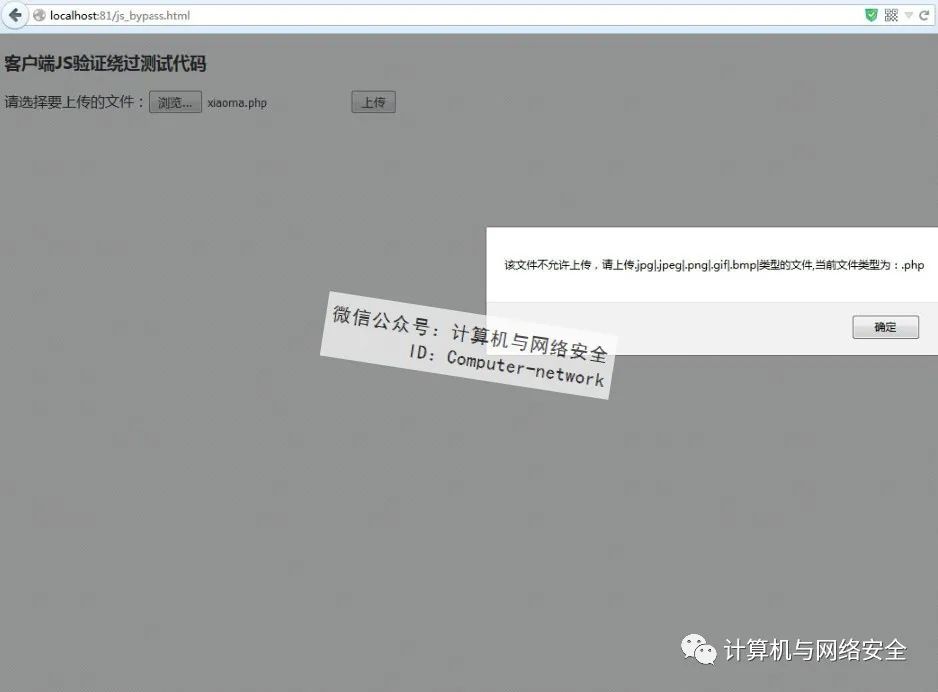 localhost:81/js_bypass.html
客户端JS验证绕过测试代码
请选择要上传的文件：浏览... xiaoma.php 上传
该文件不允许上传，请上传.jpg|.jpeg|.png|.gif|.bmp|类型的文件,当前文件类型为：.php
确定
微信公众号：计算机与网络安全
ID：Computer-network
计算机与网络安全